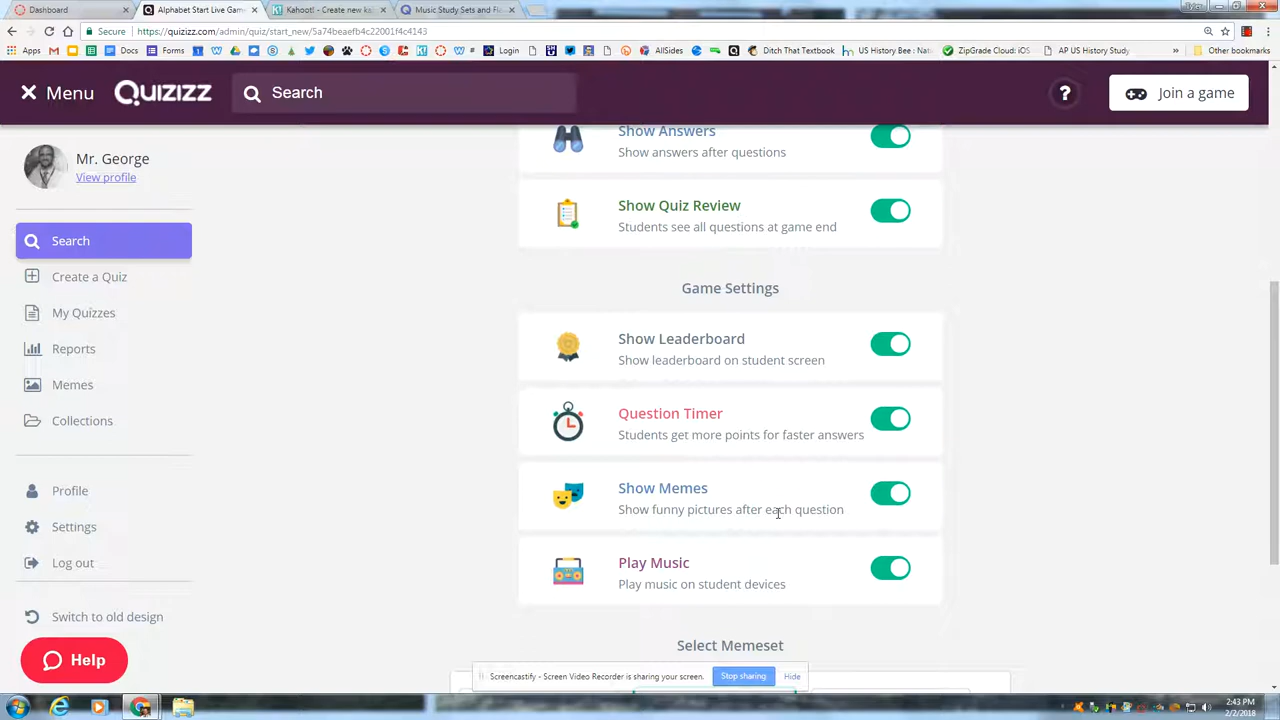 Dashboard
Alphabet Start Live Gam
Kahoot! - Create new ka
Music Study Sets and Fla
Secure
https://quizizz.com/admin/quiz/start_new/5a74beaefb4c22001f4c4143
Apps
Docs
Forms
Login
AllSides
Ditch That Textbook
US History Bee : Nati
ZipGrade Cloud: iOS
AP US History Study
Other bookmarks
Menu
QUIZIZZ
Search
?
Join a game
Mr. George
View profile
Search
Create a Quiz
My Quizzes
Reports
Memes
Collections
Profile
Settings
Log out
Switch to old design
Help
Show Answers
Show answers after questions
Show Quiz Review
Students see all questions at game end
Game Settings
Show Leaderboard
Show leaderboard on student screen
Question Timer
Students get more points for faster answers
Show Memes
Show funny pictures after each question
Play Music
Play music on student devices
Select Memeset
Screencastify - Screen Video Recorder is sharing your screen.
Stop sharing
Hide
2:43 PM
2/2/2018